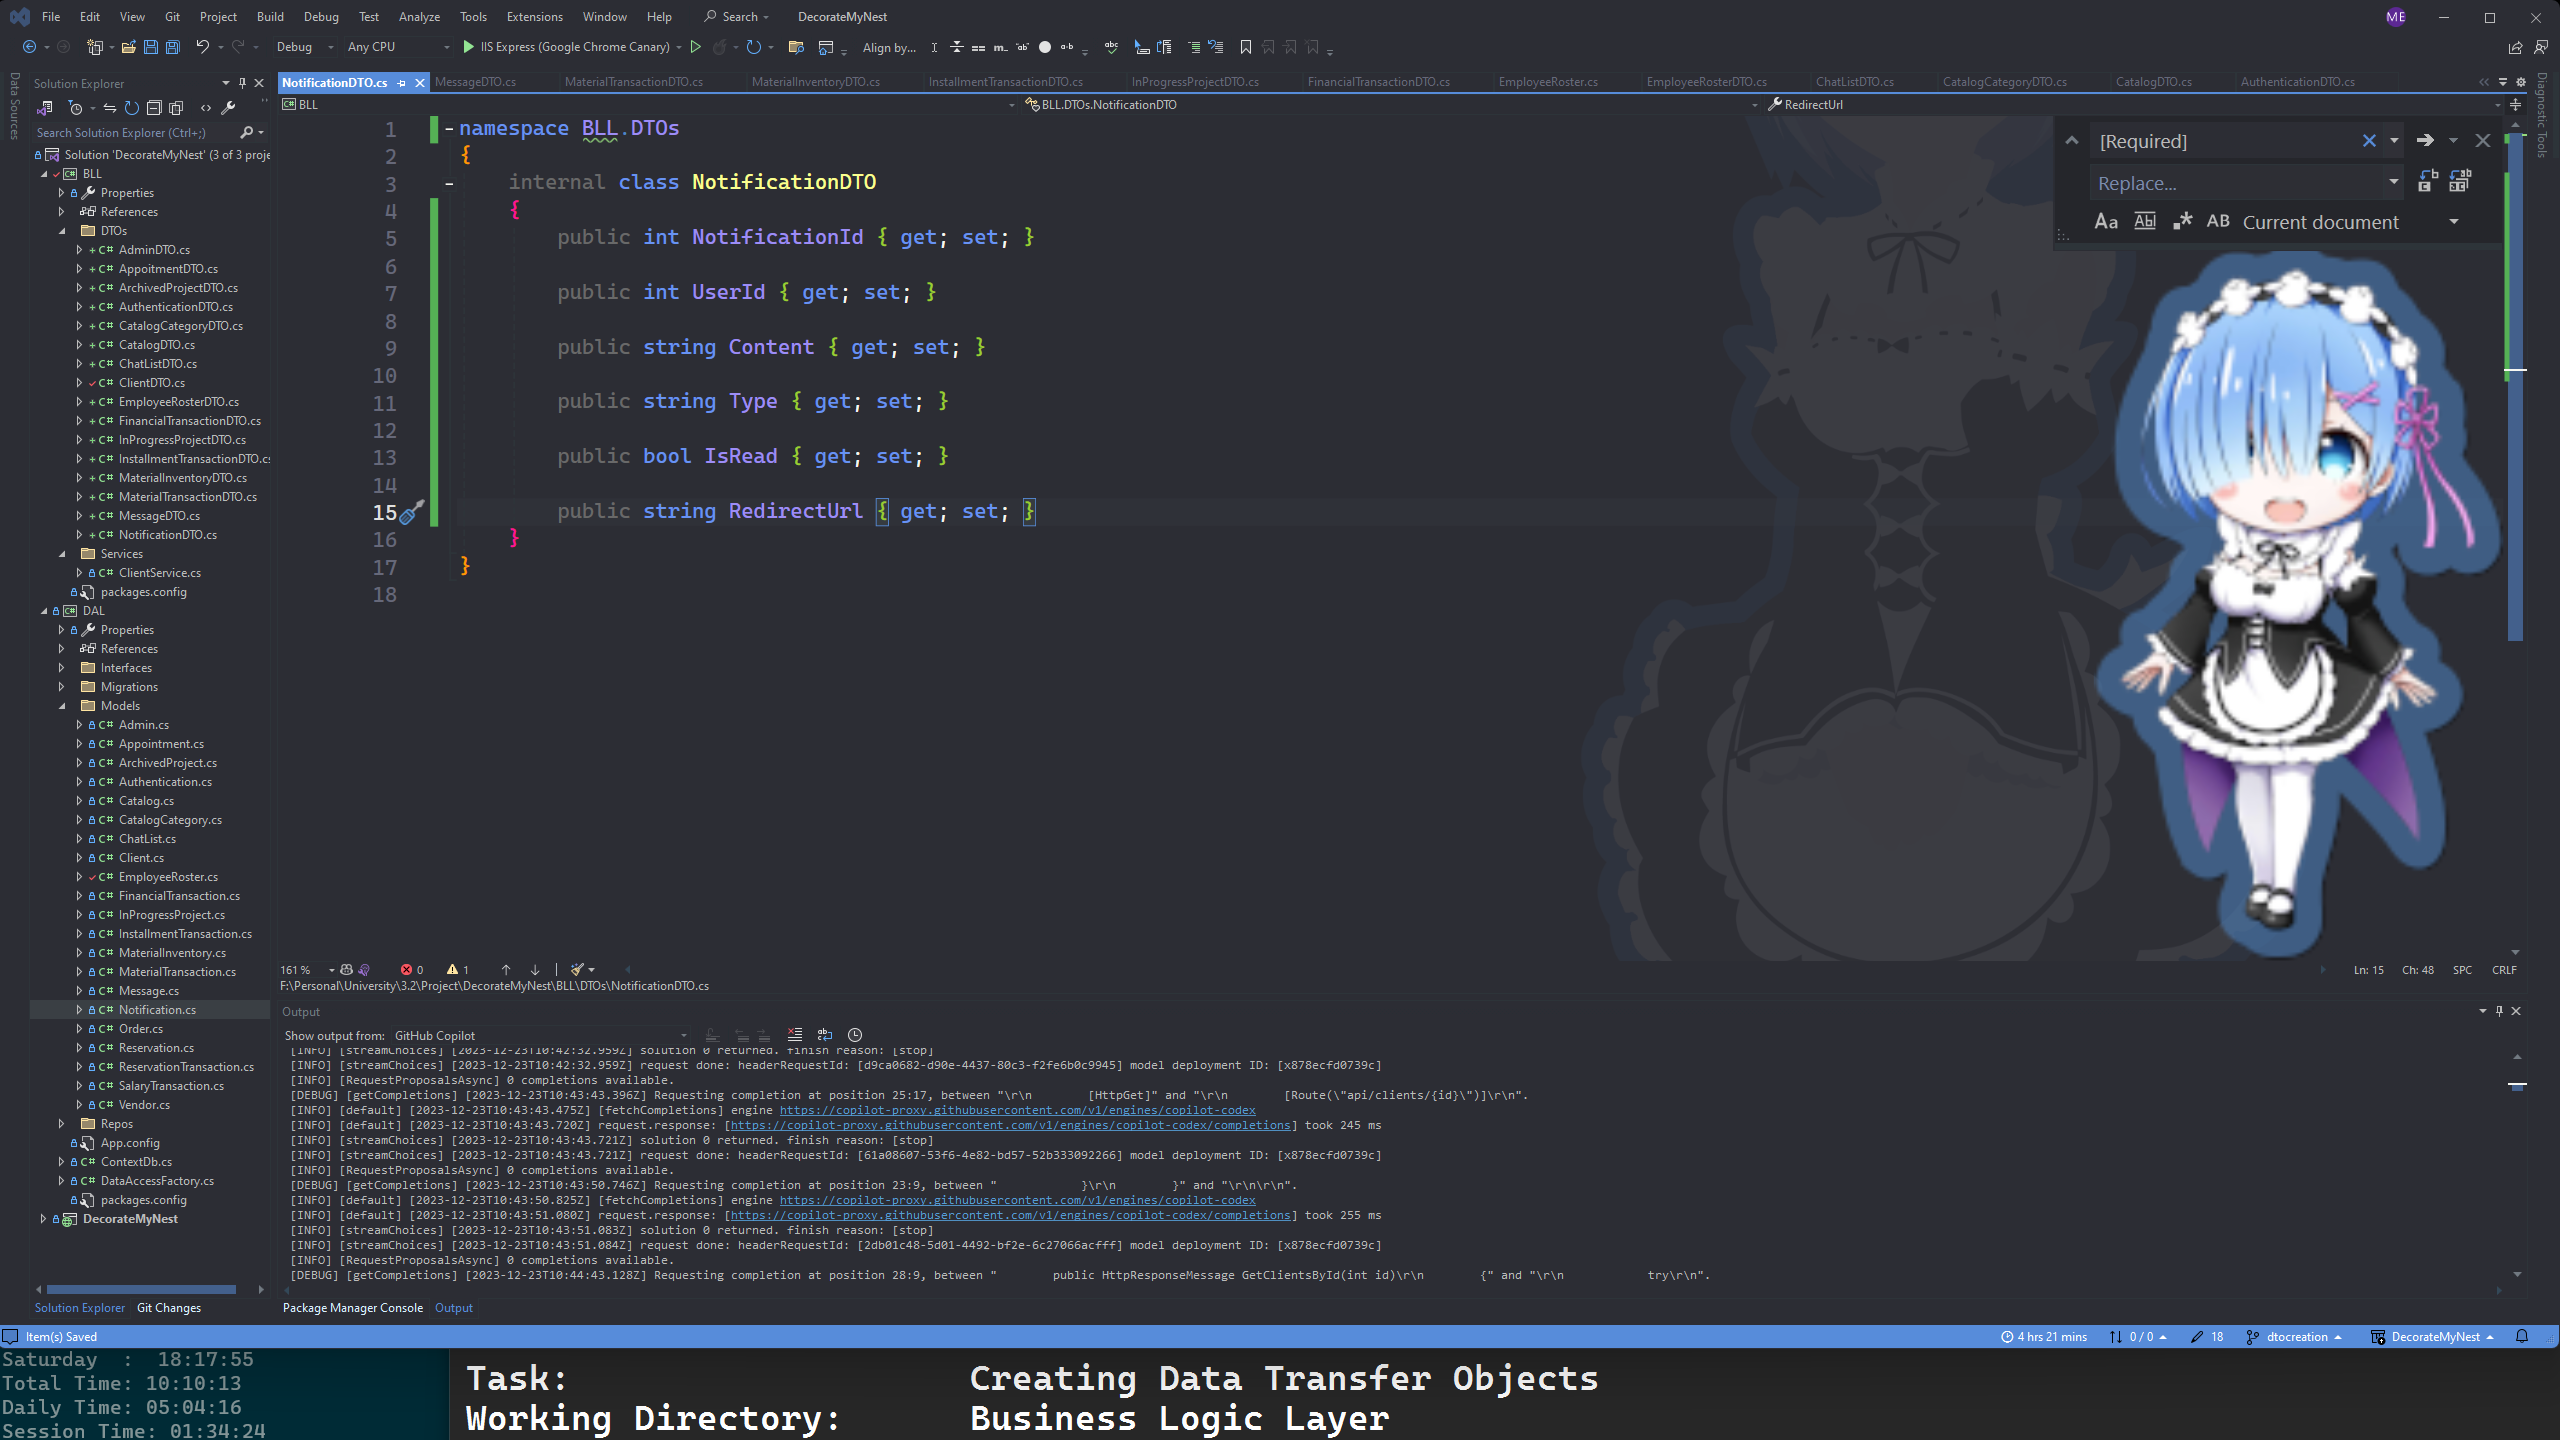 File Edit View Git Project Build Debug Test Analyze Tools Extensions Window Help Search DecorateMyNest ME
Debug Any CPU IIS Express (Google Chrome Canary) Align by...
Data Sources
Solution Explorer
Search Solution Explorer (Ctrl+;)
Solution 'DecorateMyNest' (3 of 3 proje
BLL
Properties
References
DTOs
AdminDTO.cs
AppoitmentDTO.cs
ArchivedProjectDTO.cs
AuthenticationDTO.cs
CatalogCategoryDTO.cs
CatalogDTO.cs
ChatListDTO.cs
ClientDTO.cs
EmployeeRosterDTO.cs
FinancialTransactionDTO.cs
InProgressProjectDTO.cs
InstallmentTransactionDTO.cs
MaterialInventoryDTO.cs
MaterialTransactionDTO.cs
MessageDTO.cs
NotificationDTO.cs
Services
ClientService.cs
packages.config
DAL
Properties
References
Interfaces
Migrations
Models
Admin.cs
Appointment.cs
ArchivedProject.cs
Authentication.cs
Catalog.cs
CatalogCategory.cs
ChatList.cs
Client.cs
EmployeeRoster.cs
FinancialTransaction.cs
InProgressProject.cs
InstallmentTransaction.cs
MaterialInventory.cs
MaterialTransaction.cs
Message.cs
Notification.cs
Order.cs
Reservation.cs
ReservationTransaction.cs
SalaryTransaction.cs
Vendor.cs
Repos
App.config
ContextDb.cs
DataAccessFactory.cs
packages.config
DecorateMyNest
Solution Explorer Git Changes
NotificationDTO.cs MessageDTO.cs MaterialTransactionDTO.cs MaterialInventoryDTO.cs InstallmentTransactionDTO.cs InProgressProjectDTO.cs FinancialTransactionDTO.cs EmployeeRoster.cs EmployeeRosterDTO.cs ChatListDTO.cs CatalogCategoryDTO.cs CatalogDTO.cs AuthenticationDTO.cs
BLL BLL.DTOs.NotificationDTO RedirectUrl
1 namespace BLL.DTOs
2 {
3 internal class NotificationDTO
4 {
5 public int NotificationId { get; set; }
6
7 public int UserId { get; set; }
8
9 public string Content { get; set; }
10
11 public string Type { get; set; }
12
13 public bool IsRead { get; set; }
14
15 public string RedirectUrl { get; set; }
16 }
17 }
18
[Required]
Replace...
Aa Abl .* AB Current document
Diagnostic Tools
161 % 0 1 Ln: 15 Ch: 48 SPC CRLF
F:\Personal\University\3.2\Project\DecorateMyNest\BLL\DTOs\NotificationDTO.cs
Output
Show output from: GitHub Copilot
[INFO] [streamChoices] [2023-12-23T10:42:32.959Z] solution 0 returned. finish reason: [stop]
[INFO] [streamChoices] [2023-12-23T10:42:32.959Z] request done: headerRequestId: [d9ca0682-d90e-4437-80c3-f2fe6b0c9945] model deployment ID: [x878ecfd0739c]
[INFO] [RequestProposalsAsync] 0 completions available.
[DEBUG] [getCompletions] [2023-12-23T10:43:43.396Z] Requesting completion at position 25:17, between "\r\n [HttpGet]" and "\r\n [Route(\"api/clients/{id}\")]\r\n".
[INFO] [default] [2023-12-23T10:43:43.475Z] [fetchCompletions] engine https://copilot-proxy.githubusercontent.com/v1/engines/copilot-codex
[INFO] [default] [2023-12-23T10:43:43.720Z] request.response: [https://copilot-proxy.githubusercontent.com/v1/engines/copilot-codex/completions] took 245 ms
[INFO] [streamChoices] [2023-12-23T10:43:43.721Z] solution 0 returned. finish reason: [stop]
[INFO] [streamChoices] [2023-12-23T10:43:43.721Z] request done: headerRequestId: [61a08607-53f6-4e82-bd57-52b333092266] model deployment ID: [x878ecfd0739c]
[INFO] [RequestProposalsAsync] 0 completions available.
[DEBUG] [getCompletions] [2023-12-23T10:43:50.746Z] Requesting completion at position 23:9, between " }\r\n }" and "\r\n\r\n".
[INFO] [default] [2023-12-23T10:43:50.825Z] [fetchCompletions] engine https://copilot-proxy.githubusercontent.com/v1/engines/copilot-codex
[INFO] [default] [2023-12-23T10:43:51.080Z] request.response: [https://copilot-proxy.githubusercontent.com/v1/engines/copilot-codex/completions] took 255 ms
[INFO] [streamChoices] [2023-12-23T10:43:51.083Z] solution 0 returned. finish reason: [stop]
[INFO] [streamChoices] [2023-12-23T10:43:51.084Z] request done: headerRequestId: [2db01c48-5d01-4492-bf2e-6c27066acfff] model deployment ID: [x878ecfd0739c]
[INFO] [RequestProposalsAsync] 0 completions available.
[DEBUG] [getCompletions] [2023-12-23T10:44:43.128Z] Requesting completion at position 28:9, between " public HttpResponseMessage GetClientsById(int id)\r\n {" and "\r\n try\r\n".
Package Manager Console Output
Item(s) Saved 4 hrs 21 mins 0 / 0 18 dtocreation DecorateMyNest
Saturday : 18:17:55
Total Time: 10:10:13
Daily Time: 05:04:16
Session Time: 01:34:24
Task: Creating Data Transfer Objects
Working Directory: Business Logic Layer